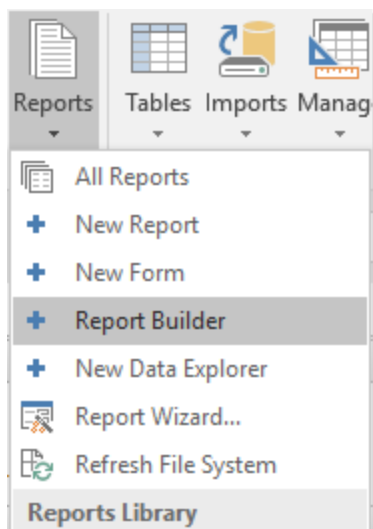 Reports Tables Imports Manag
All Reports
New Report
New Form
Report Builder
New Data Explorer
Report Wizard...
Refresh File System
Reports Library